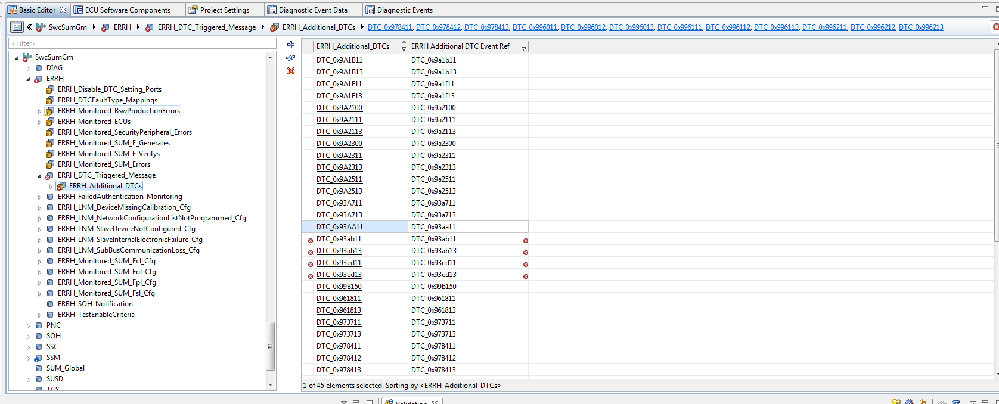 Basic Editor ECU Software Components Project Settings Diagnostic Event Data Diagnostic Events
SwcSumGm ERRH ERRH_DTC_Triggered_Message ERRH_Additional_DTCs DTC_0x978411, DTC_0x978412, DTC_0x978413, DTC_0x996011, DTC_0x996012, DTC_0x996013, DTC_0x996111, DTC_0x996112, DTC_0x996113, DTC_0x996211, DTC_0x996212, DTC_0x996213
<Filter>
SwcSumGm
DIAG
ERRH
ERRH_Disable_DTC_Setting_Ports
ERRH_DTCFaultType_Mappings
ERRH_Monitored_BswProductionErrors
ERRH_Monitored_ECUs
ERRH_Monitored_SecurityPeripheral_Errors
ERRH_Monitored_SUM_E_Generates
ERRH_Monitored_SUM_E_Verifys
ERRH_Monitored_SUM_Errors
ERRH_DTC_Triggered_Message
ERRH_Additional_DTCs
ERRH_FailedAuthentication_Monitoring
ERRH_LNM_DeviceMissingCalibration_Cfg
ERRH_LNM_NetworkConfigurationListNotProgrammed_Cfg
ERRH_LNM_SlaveDeviceNotConfigured_Cfg
ERRH_LNM_SlaveInternalElectronicFailure_Cfg
ERRH_LNM_SubBusCommunicationLoss_Cfg
ERRH_Monitored_SUM_Fcl_Cfg
ERRH_Monitored_SUM_Fol_Cfg
ERRH_Monitored_SUM_Fpl_Cfg
ERRH_Monitored_SUM_Fsl_Cfg
ERRH_SOH_Notification
ERRH_TestEnableCriteria
PNC
SOH
SSC
SSM
SUM_Global
SUSD
TCS
ERRH_Additional_DTCs ERRH Additional DTC Event Ref
DTC_0x9A1B11 DTC_0x9a1b11
DTC_0x9A1B13 DTC_0x9a1b13
DTC_0x9A1F11 DTC_0x9a1f11
DTC_0x9A1F13 DTC_0x9a1f13
DTC_0x9A2100 DTC_0x9a2100
DTC_0x9A2111 DTC_0x9a2111
DTC_0x9A2113 DTC_0x9a2113
DTC_0x9A2300 DTC_0x9a2300
DTC_0x9A2311 DTC_0x9a2311
DTC_0x9A2313 DTC_0x9a2313
DTC_0x9A2511 DTC_0x9a2511
DTC_0x9A2513 DTC_0x9a2513
DTC_0x93A711 DTC_0x93a711
DTC_0x93A713 DTC_0x93a713
DTC_0x93AA11 DTC_0x93aa11
DTC_0x93ab11 DTC_0x93ab11
DTC_0x93ab13 DTC_0x93ab13
DTC_0x93ed11 DTC_0x93ed11
DTC_0x93ed13 DTC_0x93ed13
DTC_0x99B150 DTC_0x99b150
DTC_0x961811 DTC_0x961811
DTC_0x961813 DTC_0x961813
DTC_0x973711 DTC_0x973711
DTC_0x973713 DTC_0x973713
DTC_0x978411 DTC_0x978411
DTC_0x978412 DTC_0x978412
DTC_0x978413 DTC_0x978413
1 of 45 elements selected. Sorting by <ERRH_Additional_DTCs>
Validation